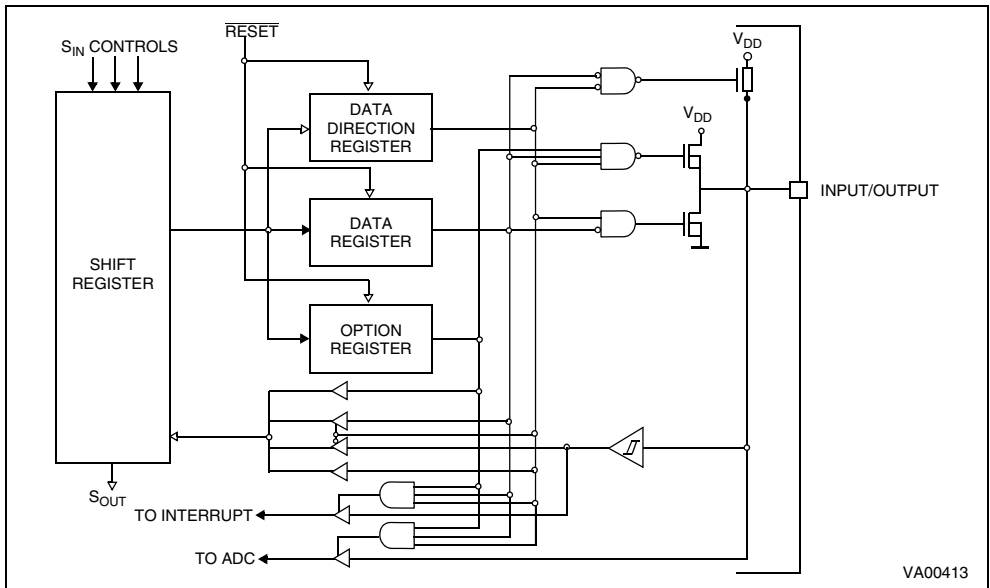 RESET
S_IN CONTROLS
V_DD
DATA
DIRECTION
REGISTER
V_DD
INPUT/OUTPUT
DATA
REGISTER
SHIFT
REGISTER
OPTION
REGISTER
S_OUT
TO INTERRUPT
TO ADC
VA00413